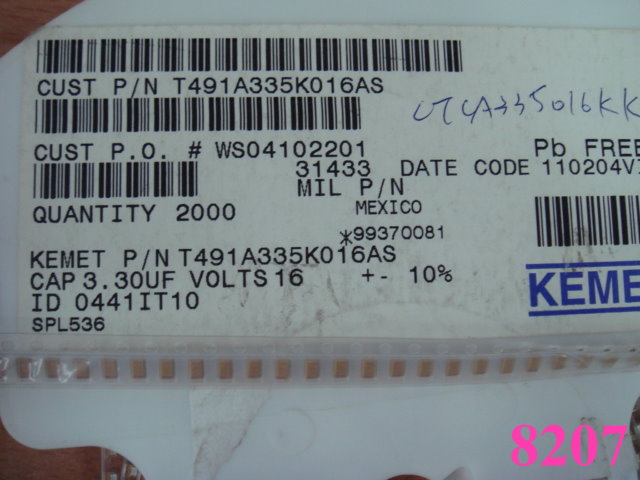 CUST P/N T491A335K016AS
CUST P.O. # WS04102201
Pb FREE
31433 DATE CODE 110204V
MIL P/N
QUANTITY 2000
MEXICO
*99370081
KEMET P/N T491A335K016AS
CAP 3.30UF VOLTS 16 +- 10%
KEME
ID 0441IT10
SPL536
8207